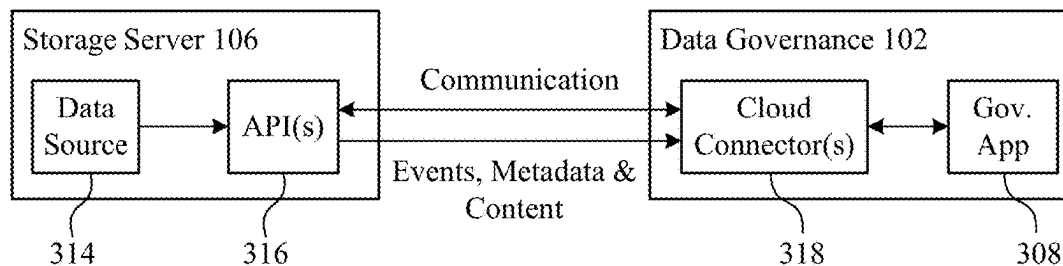 Storage Server 106
Data
Source
API(s)
Communication
Events, Metadata &
Content
Data Governance 102
Cloud
Connector(s)
Gov.
App
314
316
318
308